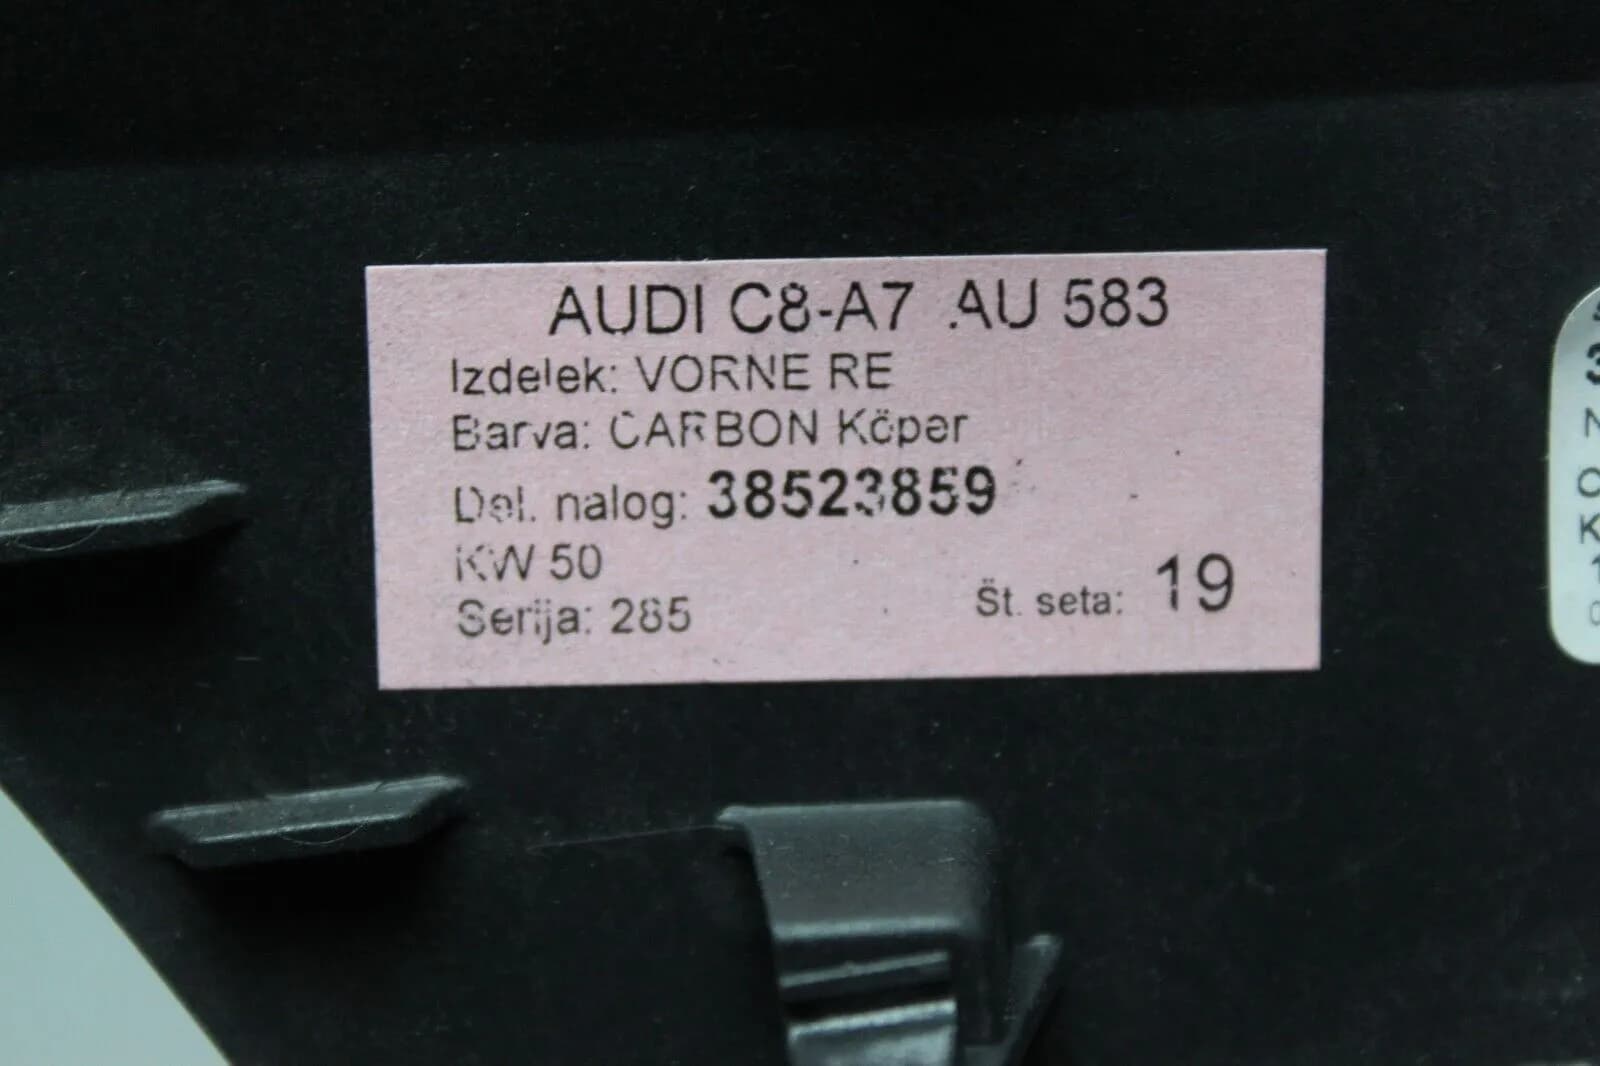 AUDI C8-A7 AU 583
Izdelek: VORNE RE
Barva: CARBON Köper
Del. nalog: 38523859
KW 50
Serija: 285
Št. seta: 19